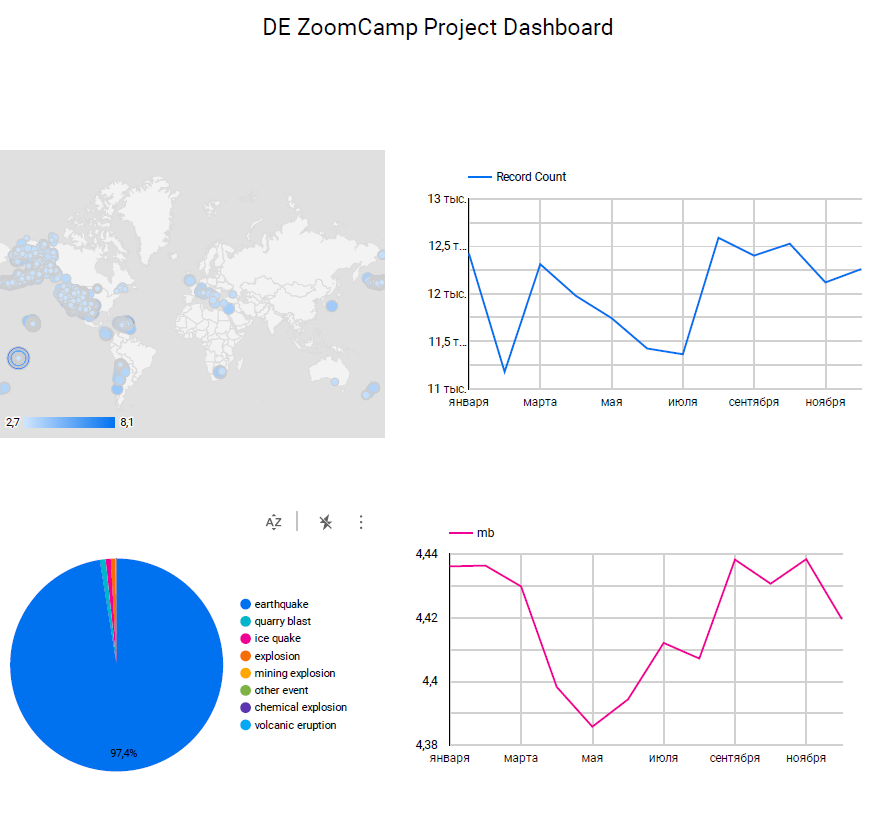 DE ZoomCamp Project Dashboard
2,7 8,1
Record Count
13 тыс.
12,5 т...
12 тыс.
11,5 т...
11 тыс.
января марта мая июля сентября ноября
AZ
earthquake
quarry blast
ice quake
explosion
mining explosion
other event
chemical explosion
volcanic eruption
97,4%
mb
4,44
4,42
4,4
4,38
января марта мая июля сентября ноября